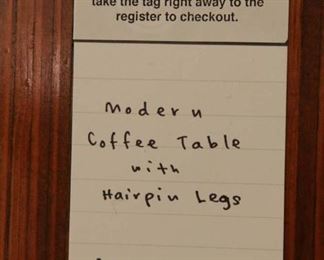 take the tag right away to the
register to checkout.
Modern
Coffee Table
with
Hairpin Legs